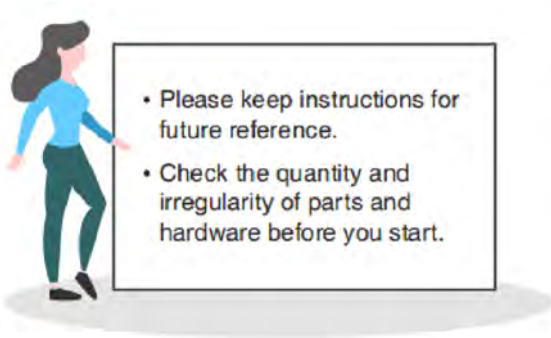 • Please keep instructions for
future reference.
• Check the quantity and
irregularity of parts and
hardware before you start.